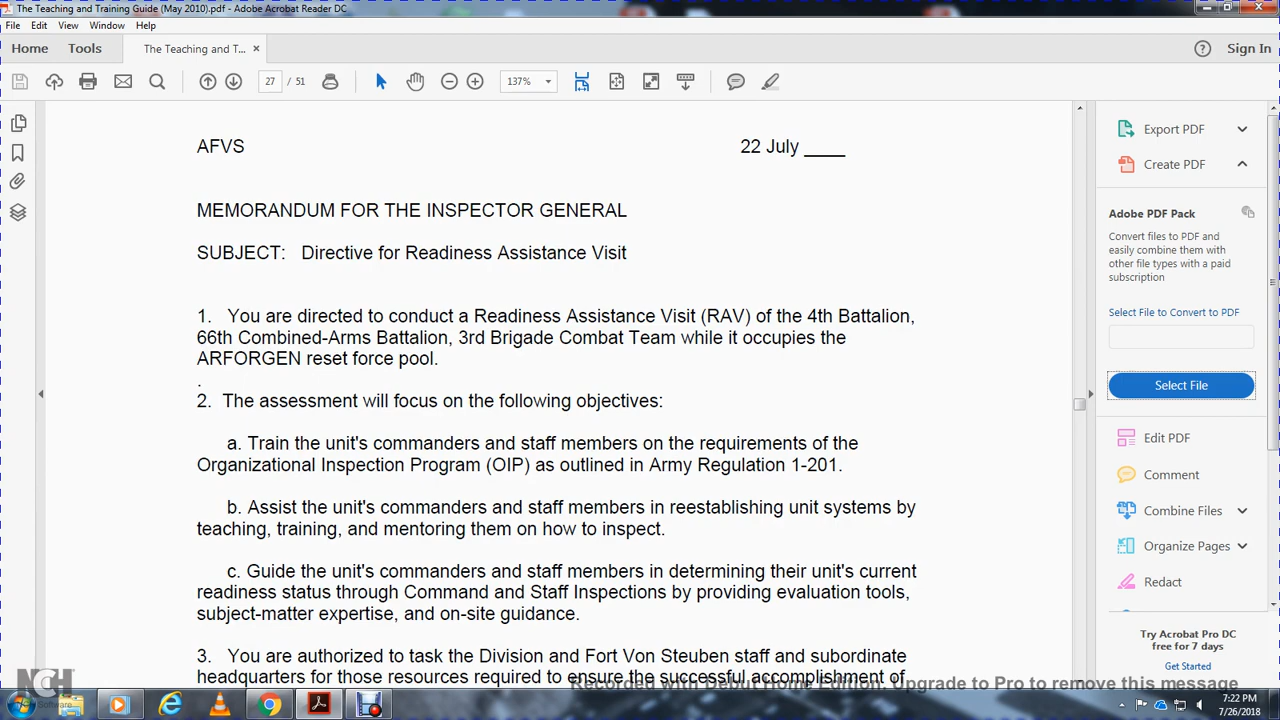 The Teaching and Training Guide (May 2010).pdf - Adobe Acrobat Reader DC
File Edit View Window Help
Home Tools The Teaching and T... × Sign In
27 / 51 137%
AFVS 22 July ____
MEMORANDUM FOR THE INSPECTOR GENERAL
SUBJECT: Directive for Readiness Assistance Visit
1. You are directed to conduct a Readiness Assistance Visit (RAV) of the 4th Battalion,
66th Combined-Arms Battalion, 3rd Brigade Combat Team while it occupies the
ARFORGEN reset force pool.
.
2. The assessment will focus on the following objectives:
a. Train the unit's commanders and staff members on the requirements of the
Organizational Inspection Program (OIP) as outlined in Army Regulation 1-201.
b. Assist the unit's commanders and staff members in reestablishing unit systems by
teaching, training, and mentoring them on how to inspect.
c. Guide the unit's commanders and staff members in determining their unit's current
readiness status through Command and Staff Inspections by providing evaluation tools,
subject-matter expertise, and on-site guidance.
3. You are authorized to task the Division and Fort Von Steuben staff and subordinate
headquarters for those resources required to ensure the successful accomplishment of
Export PDF
Create PDF
Adobe PDF Pack
Convert files to PDF and
easily combine them with
other file types with a paid
subscription
Select File to Convert to PDF
Select File
Edit PDF
Comment
Combine Files
Organize Pages
Redact
Try Acrobat Pro DC
free for 7 days
Get Started
NCH
Software
Upgrade to Pro to remove this message
7:22 PM
7/26/2018